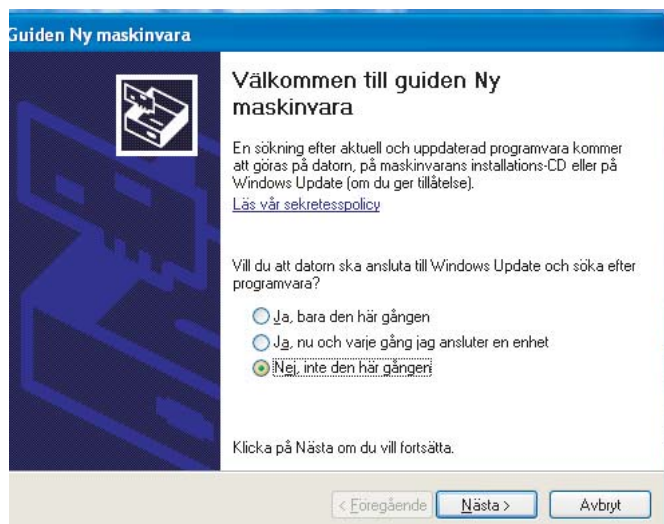 Guiden Ny maskinvara
Välkommen till guiden Ny
maskinvara
En sökning efter aktuell och uppdaterad programvara kommer
att göras på datorn, på maskinvarans installations-CD eller på
Windows Update (om du ger tillåtelse).
Läs vår sekretesspolicy
Vill du att datorn ska ansluta till Windows Update och söka efter
programvara?
Ja, bara den här gången
Ja, nu och varje gång jag ansluter en enhet
Nej, inte den här gången
Klicka på Nästa om du vill fortsätta.
< Föregående Nästa > Avbryt